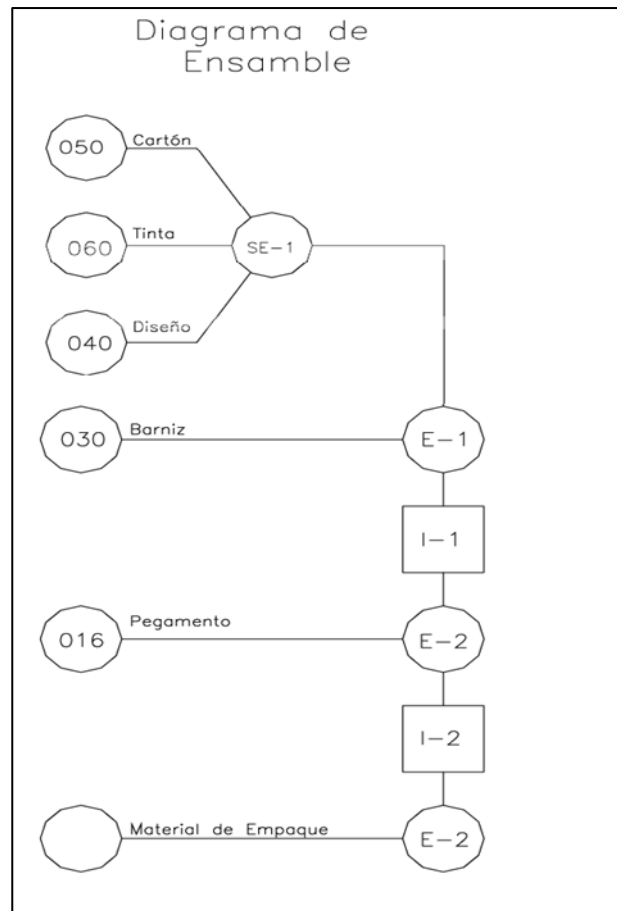 Diagrama de
Ensamble
050
Cartón
060
Tinta
SE-1
040
Diseño
030
Barniz
E-1
I-1
016
Pegamento
E-2
I-2
Material de Empaque
E-2